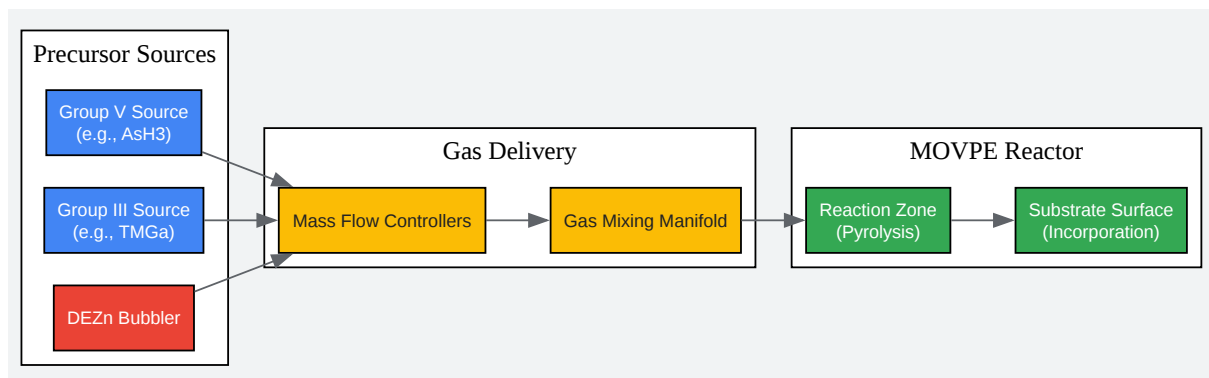 Precursor Sources
Group V Source
(e.g., AsH3)
Group III Source
(e.g., TMGa)
DEZn Bubbler
Gas Delivery
Mass Flow Controllers
Gas Mixing Manifold
MOVPE Reactor
Reaction Zone
(Pyrolysis)
Substrate Surface
(Incorporation)